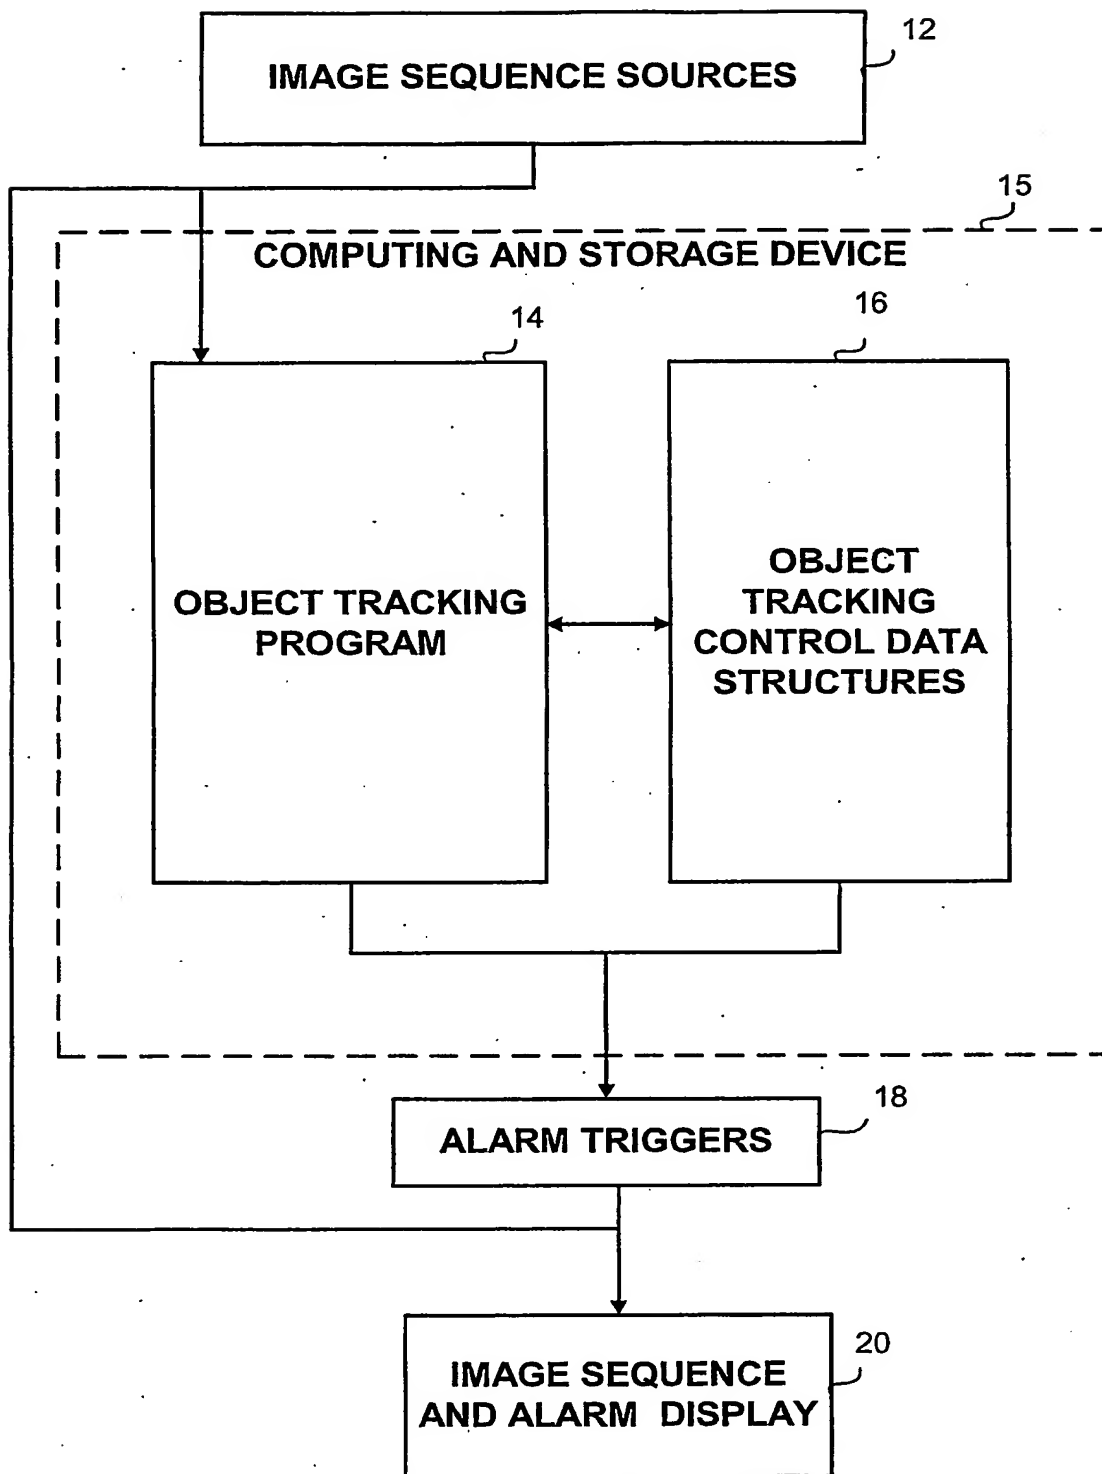 12
IMAGE SEQUENCE SOURCES
15
COMPUTING AND STORAGE DEVICE
14
16
OBJECT TRACKING
PROGRAM
OBJECT
TRACKING
CONTROL DATA
STRUCTURES
18
ALARM TRIGGERS
20
IMAGE SEQUENCE
AND ALARM DISPLAY